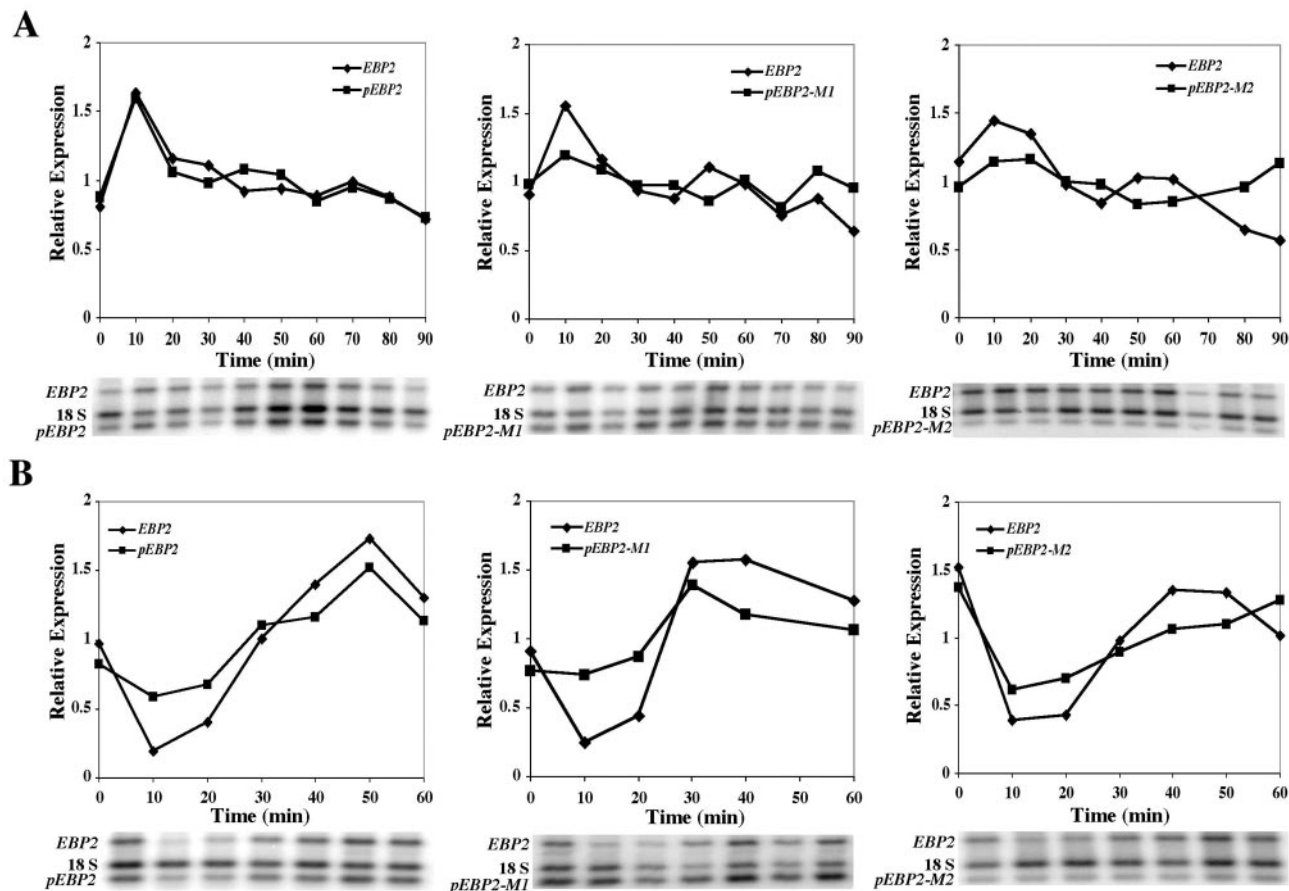 A
2
1.5
1
0.5
0
Relative Expression
EBP2
pEBP2
0 10 20 30 40 50 60 70 80 90
Time (min)
EBP2
18 S
pEBP2
2
1.5
1
0.5
0
Relative Expression
EBP2
pEBP2-M1
0 10 20 30 40 50 60 70 80 90
Time (min)
EBP2
18 S
pEBP2-M1
2
1.5
1
0.5
0
Relative Expression
EBP2
pEBP2-M2
0 10 20 30 40 50 60 70 80 90
Time (min)
EBP2
18 S
pEBP2-M2
B
2
1.5
1
0.5
0
Relative Expression
EBP2
pEBP2
0 10 20 30 40 50 60
Time (min)
EBP2
18 S
pEBP2
2
1.5
1
0.5
0
Relative Expression
EBP2
pEBP2-M1
0 10 20 30 40 50 60
Time (min)
EBP2
18 S
pEBP2-M1
2
1.5
1
0.5
0
Relative Expression
EBP2
pEBP2-M2
0 10 20 30 40 50 60
Time (min)
EBP2
18 S
pEBP2-M2